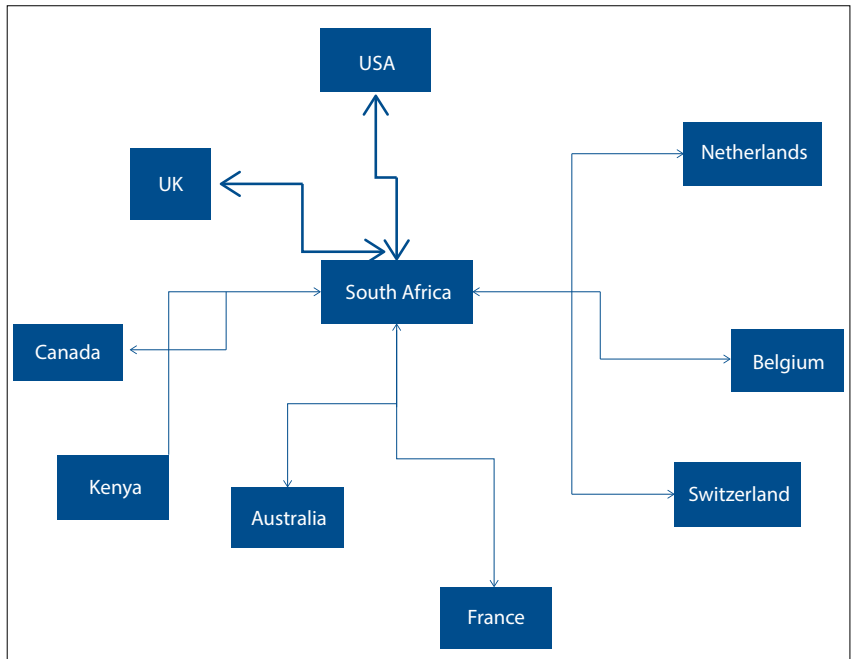 USA
Netherlands
UK
South Africa
Canada
Belgium
Kenya
Switzerland
Australia
France